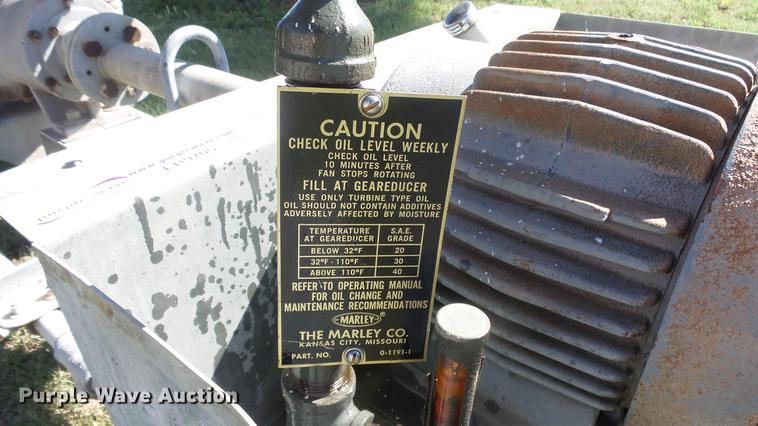 CAUTION
CHECK OIL LEVEL WEEKLY
CHECK OIL LEVEL
10 MINUTES AFTER
FAN STOPS ROTATING
FILL AT GEAREDUCER
USE ONLY TURBINE TYPE OIL
OIL SHOULD NOT CONTAIN ADDITIVES
ADVERSELY AFFECTED BY MOISTURE
TEMPERATURE AT GEAREDUCER S.A.E. GRADE
BELOW 32°F 20
32°F - 110°F 30
ABOVE 110°F 40
REFER TO OPERATING MANUAL
FOR OIL CHANGE AND
MAINTENANCE RECOMMENDATIONS
MARLEY
THE MARLEY CO.
KANSAS CITY, MISSOURI
PART. NO. 0-1191-1
Purple Wave Auction